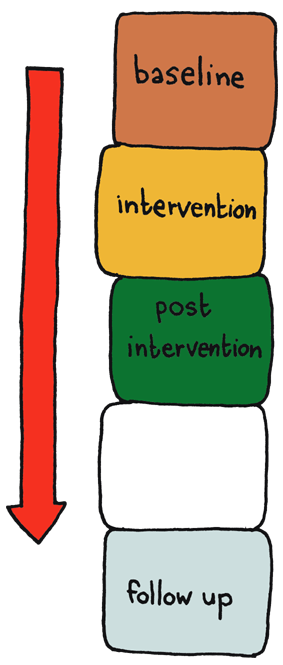 baseline
intervention
post
intervention
follow up